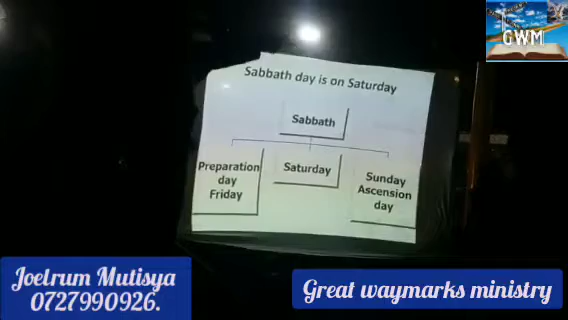 GWM
Sabbath day is on Saturday
Sabbath
Preparation
day
Friday
Saturday
Sunday
Ascension
day
Joelrum Mutisya
0727990926.
Great waymarks ministry